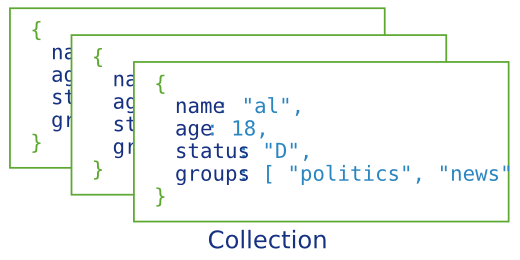 {
na
ag
st
gr
}
{
na
ag
st
gr
}
{
name: "al",
age: 18,
status: "D",
groups: [ "politics", "news"
}
Collection